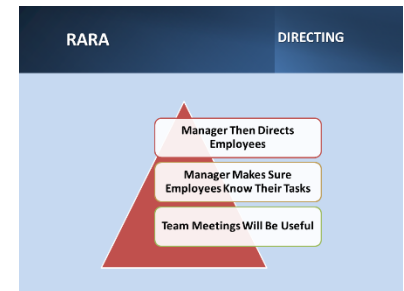 RARA
DIRECTING
Manager Then Directs
Employees
Manager Makes Sure
Employees Know Their Tasks
Team Meetings Will Be Useful